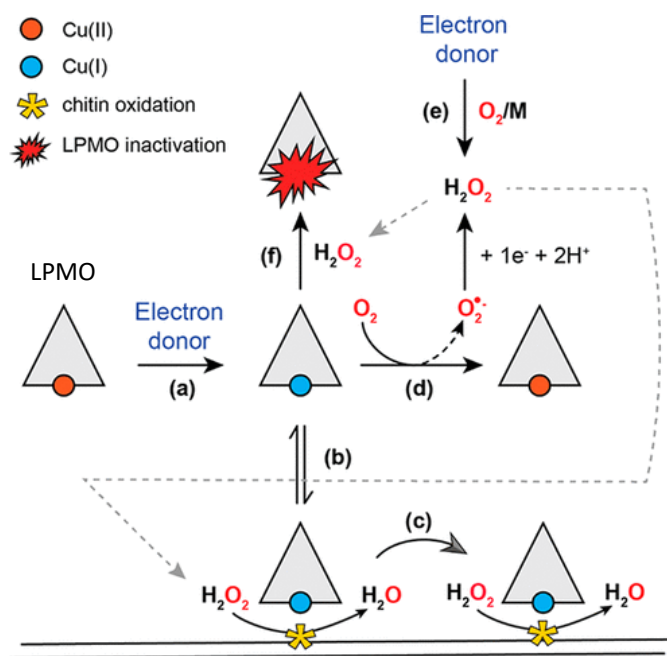 Cu(II)
Cu(I)
chitin oxidation
LPMO inactivation
Electron
donor
(e)
O₂/M
H₂O₂
(f)
H₂O₂
+ 1e⁻ + 2H⁺
LPMO
Electron
donor
(a)
O₂
O₂•-
(d)
(b)
(c)
H₂O₂
H₂O
H₂O₂
H₂O